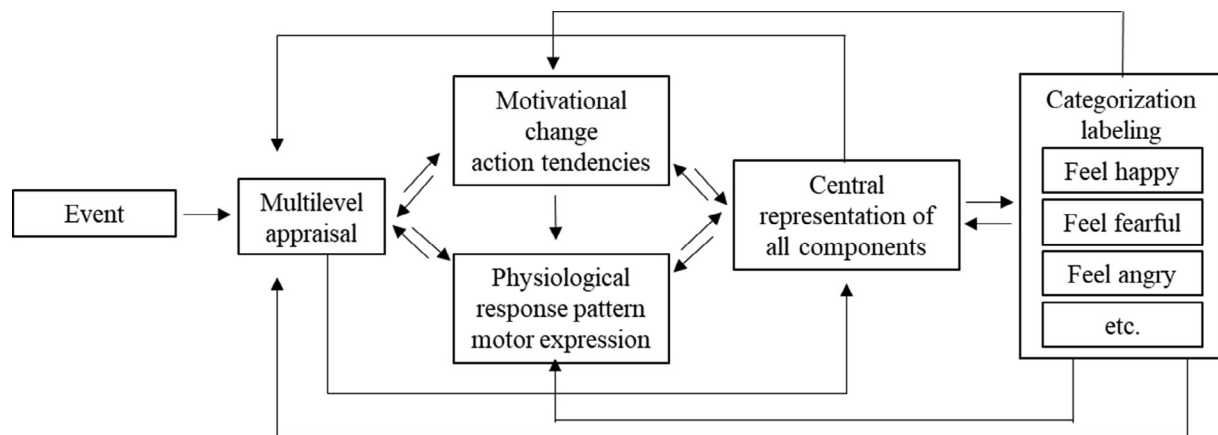 Event
Multilevel
appraisal
Motivational
change
action tendencies
Physiological
response pattern
motor expression
Central
representation of
all components
Categorization
labeling
Feel happy
Feel fearful
Feel angry
etc.